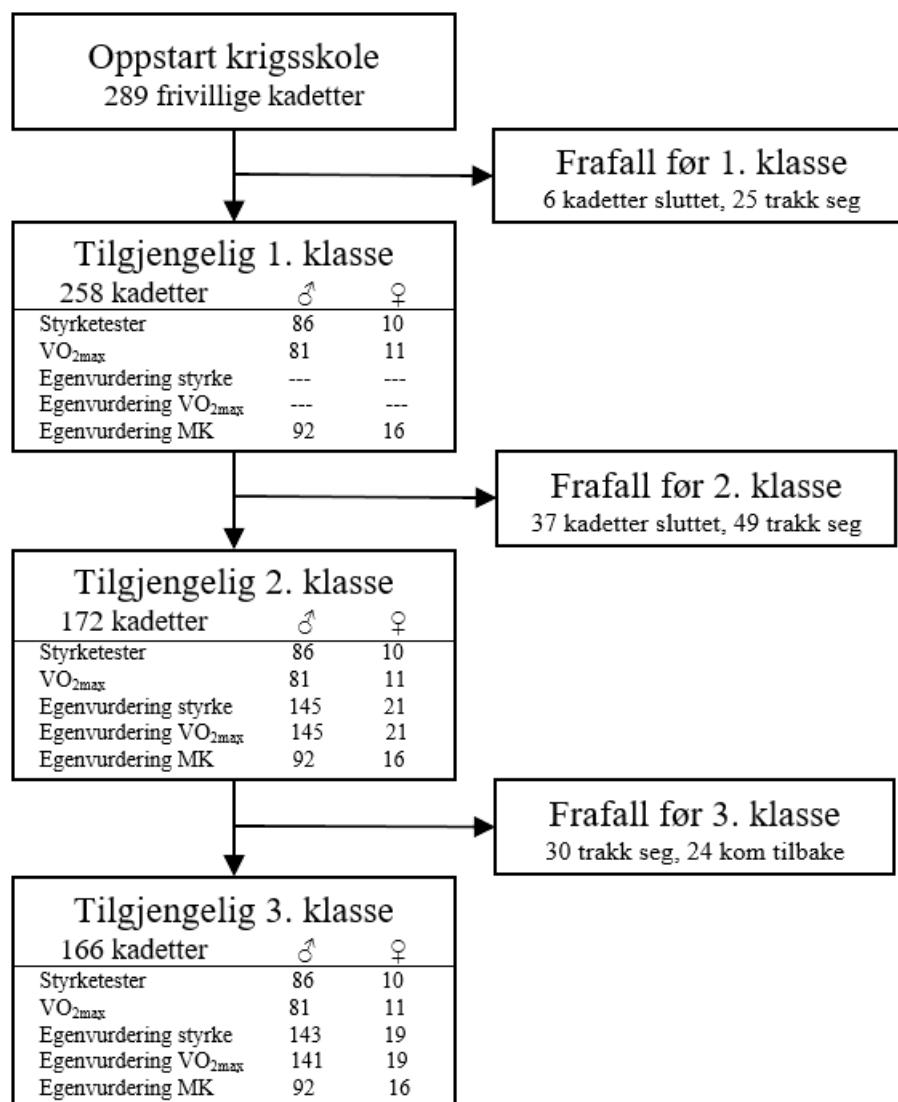 Oppstart krigsskole
289 frivillige kadetter
Frafall før 1. klasse
6 kadetter sluttet, 25 trakk seg
Tilgjengelig 1. klasse
258 kadetter ♂ ♀
Styrketester 86 10
VO2max 81 11
Egenvurdering styrke --- ---
Egenvurdering VO2max --- ---
Egenvurdering MK 92 16
Frafall før 2. klasse
37 kadetter sluttet, 49 trakk seg
Tilgjengelig 2. klasse
172 kadetter ♂ ♀
Styrketester 86 10
VO2max 81 11
Egenvurdering styrke 145 21
Egenvurdering VO2max 145 21
Egenvurdering MK 92 16
Frafall før 3. klasse
30 trakk seg, 24 kom tilbake
Tilgjengelig 3. klasse
166 kadetter ♂ ♀
Styrketester 86 10
VO2max 81 11
Egenvurdering styrke 143 19
Egenvurdering VO2max 141 19
Egenvurdering MK 92 16